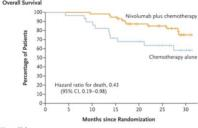 Overall Survival
100
90
80
70
60
50
40
30
20
10
0
Percentage of Patients
Nivolumab plus chemotherapy
Chemotherapy alone
Hazard ratio for death, 0.43
(95% CI, 0.19–0.98)
0 5 10 15 20 25 30
Months since Randomization